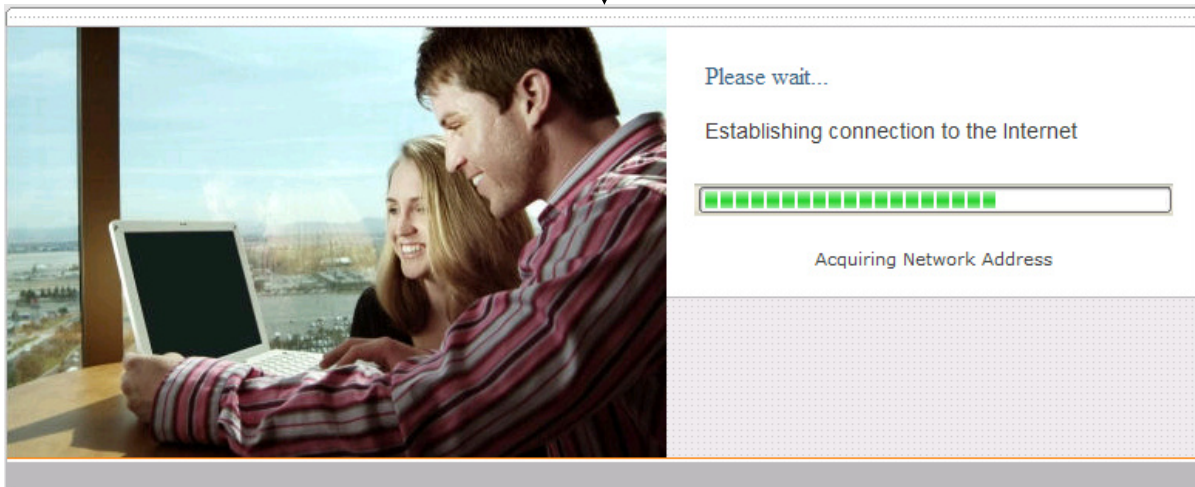 Please wait...
Establishing connection to the Internet
Acquiring Network Address